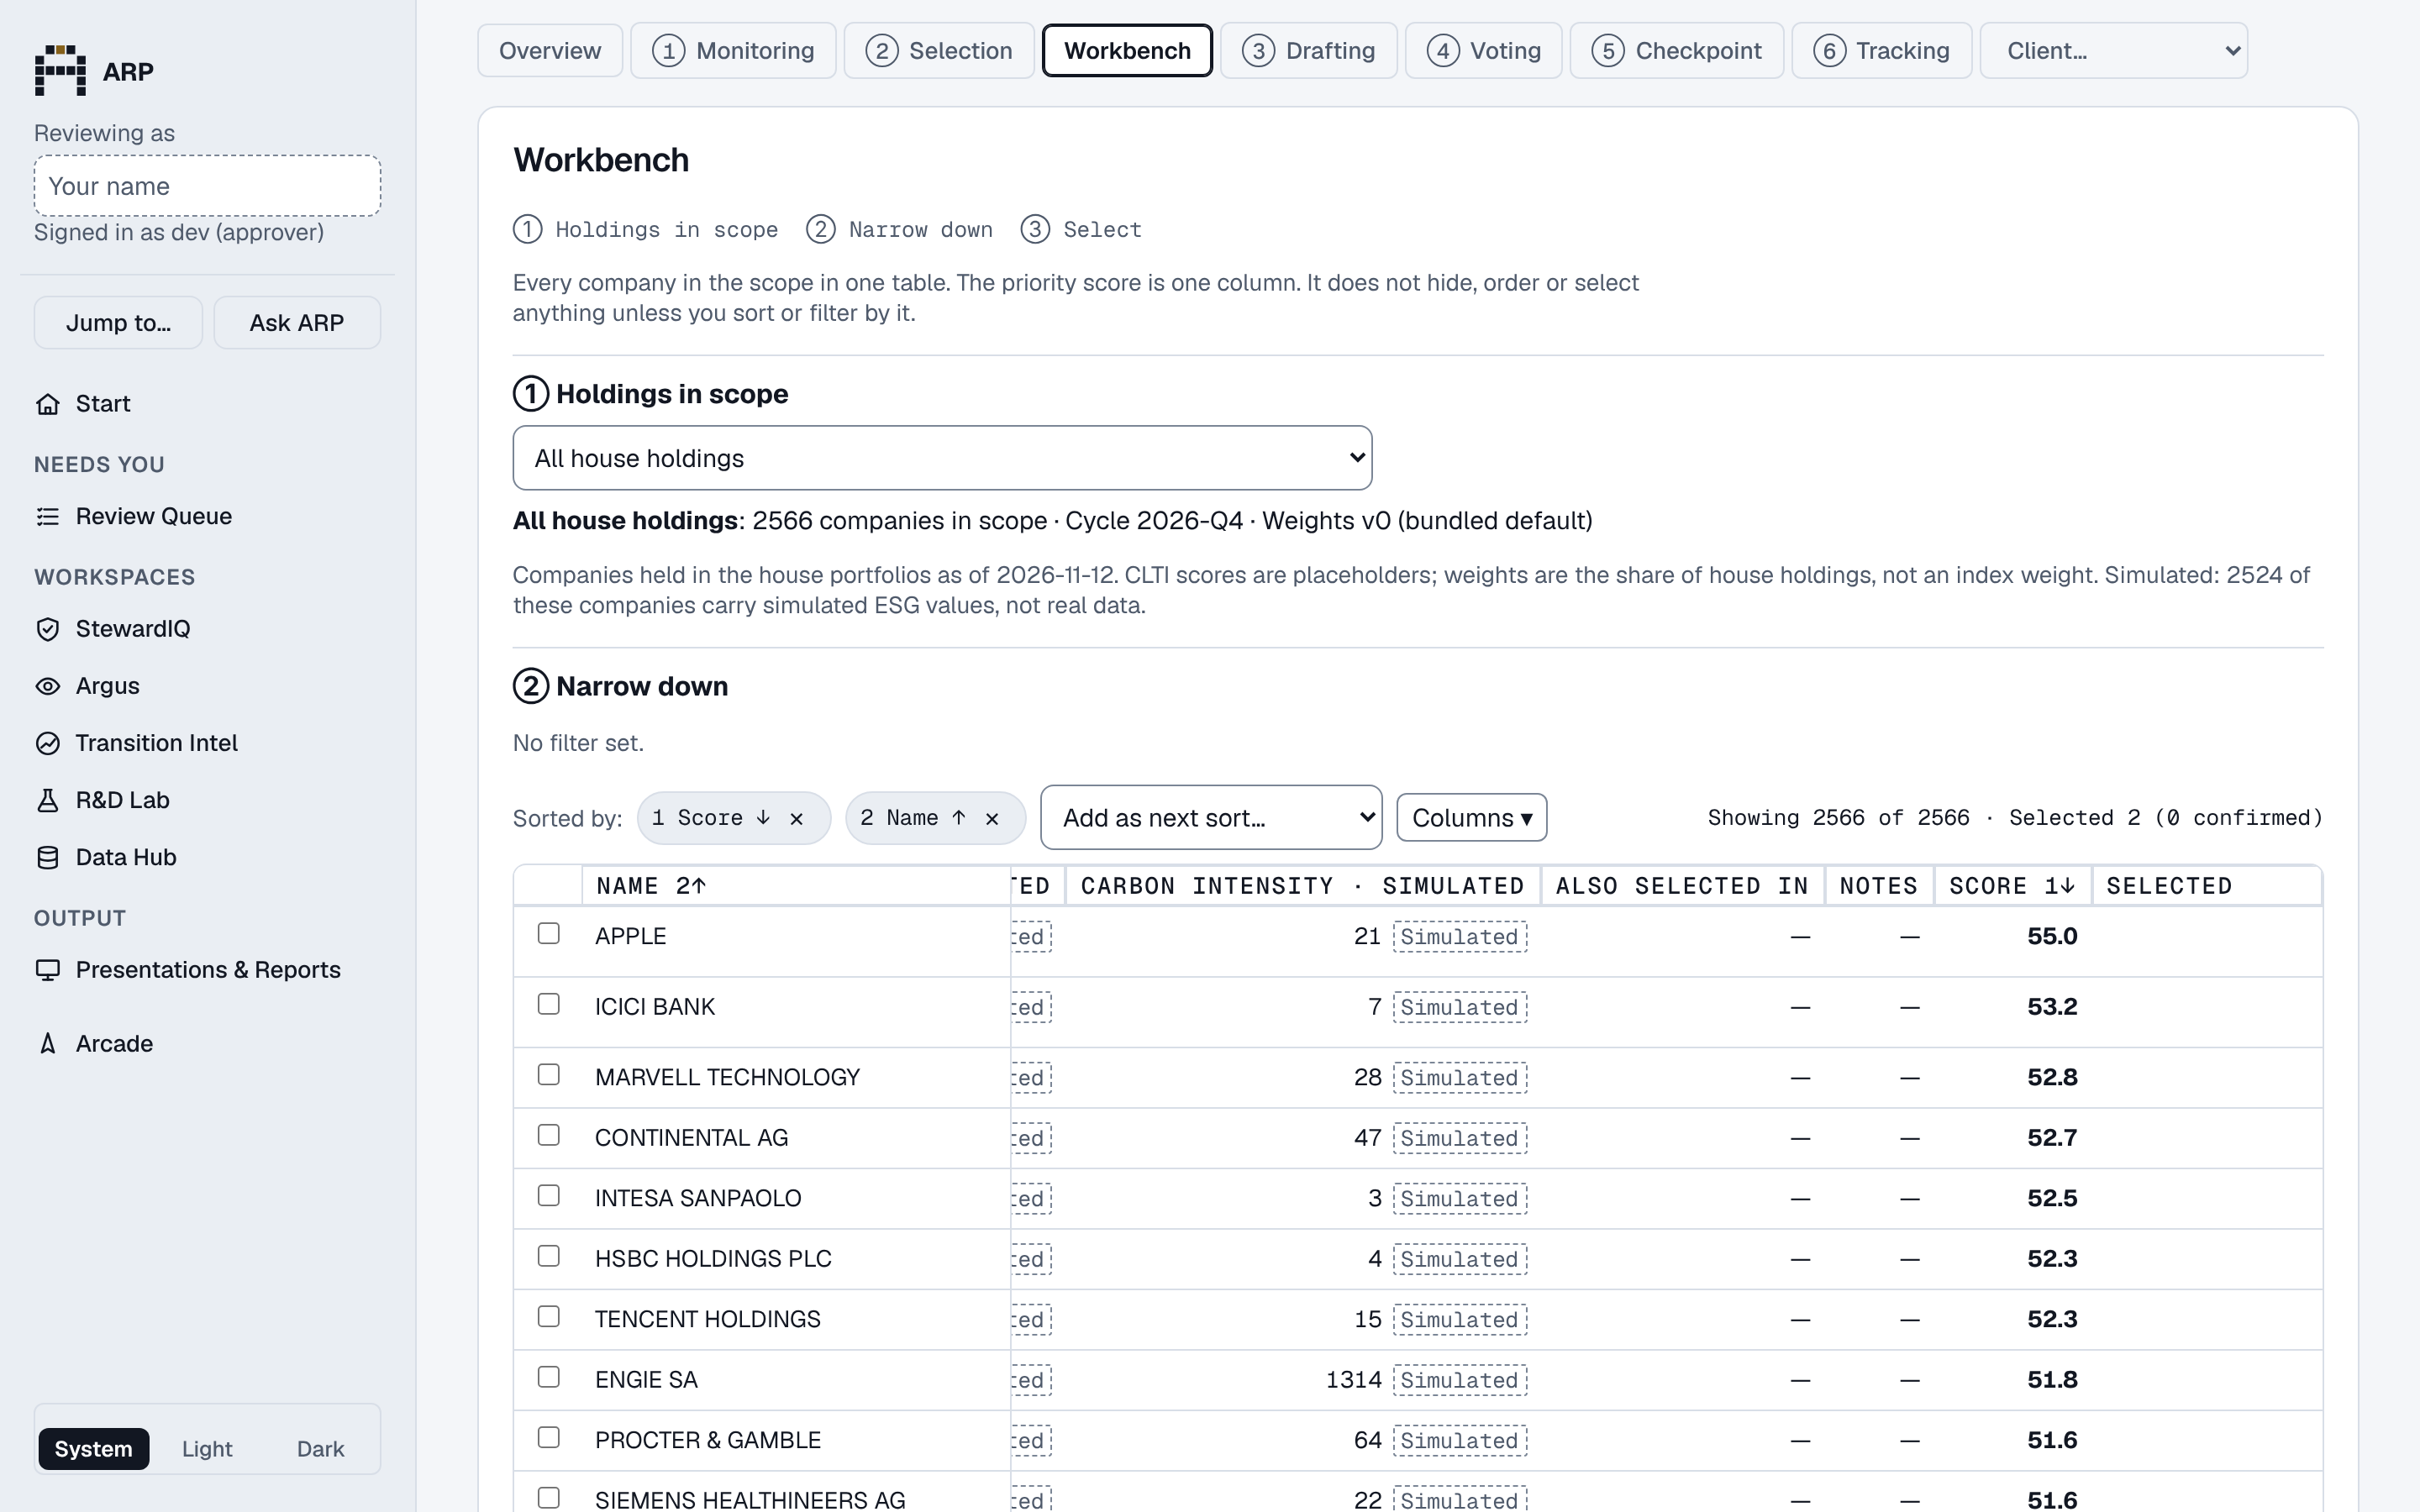 ARP
Reviewing as
Your name
Signed in as dev (approver)
Jump to…
Ask ARP
Start
NEEDS YOU
Review Queue
WORKSPACES
StewardIQ
Argus
Transition Intel
R&D Lab
Data Hub
OUTPUT
Presentations & Reports
Arcade
System Light Dark
Overview 1 Monitoring 2 Selection Workbench 3 Drafting 4 Voting 5 Checkpoint 6 Tracking Client…
Workbench
1 Holdings in scope 2 Narrow down 3 Select
Every company in the scope in one table. The priority score is one column. It does not hide, order or select
anything unless you sort or filter by it.
1 Holdings in scope
All house holdings
All house holdings: 2566 companies in scope · Cycle 2026-Q4 · Weights v0 (bundled default)
Companies held in the house portfolios as of 2026-11-12. CLTI scores are placeholders; weights are the share of house holdings, not an index weight. Simulated: 2524 of
these companies carry simulated ESG values, not real data.
2 Narrow down
No filter set.
Sorted by: 1 Score ↓ × 2 Name ↑ × Add as next sort… Columns ▾ Showing 2566 of 2566 · Selected 2 (0 confirmed)
NAME 2↑ TED CARBON INTENSITY · SIMULATED ALSO SELECTED IN NOTES SCORE 1↓ SELECTED
APPLE ted 21 Simulated — — 55.0
ICICI BANK ted 7 Simulated — — 53.2
MARVELL TECHNOLOGY ted 28 Simulated — — 52.8
CONTINENTAL AG ted 47 Simulated — — 52.7
INTESA SANPAOLO ted 3 Simulated — — 52.5
HSBC HOLDINGS PLC ted 4 Simulated — — 52.3
TENCENT HOLDINGS ted 15 Simulated — — 52.3
ENGIE SA ted 1314 Simulated — — 51.8
PROCTER & GAMBLE ted 64 Simulated — — 51.6
SIEMENS HEALTHINEERS AG ted 22 Simulated — — 51.6